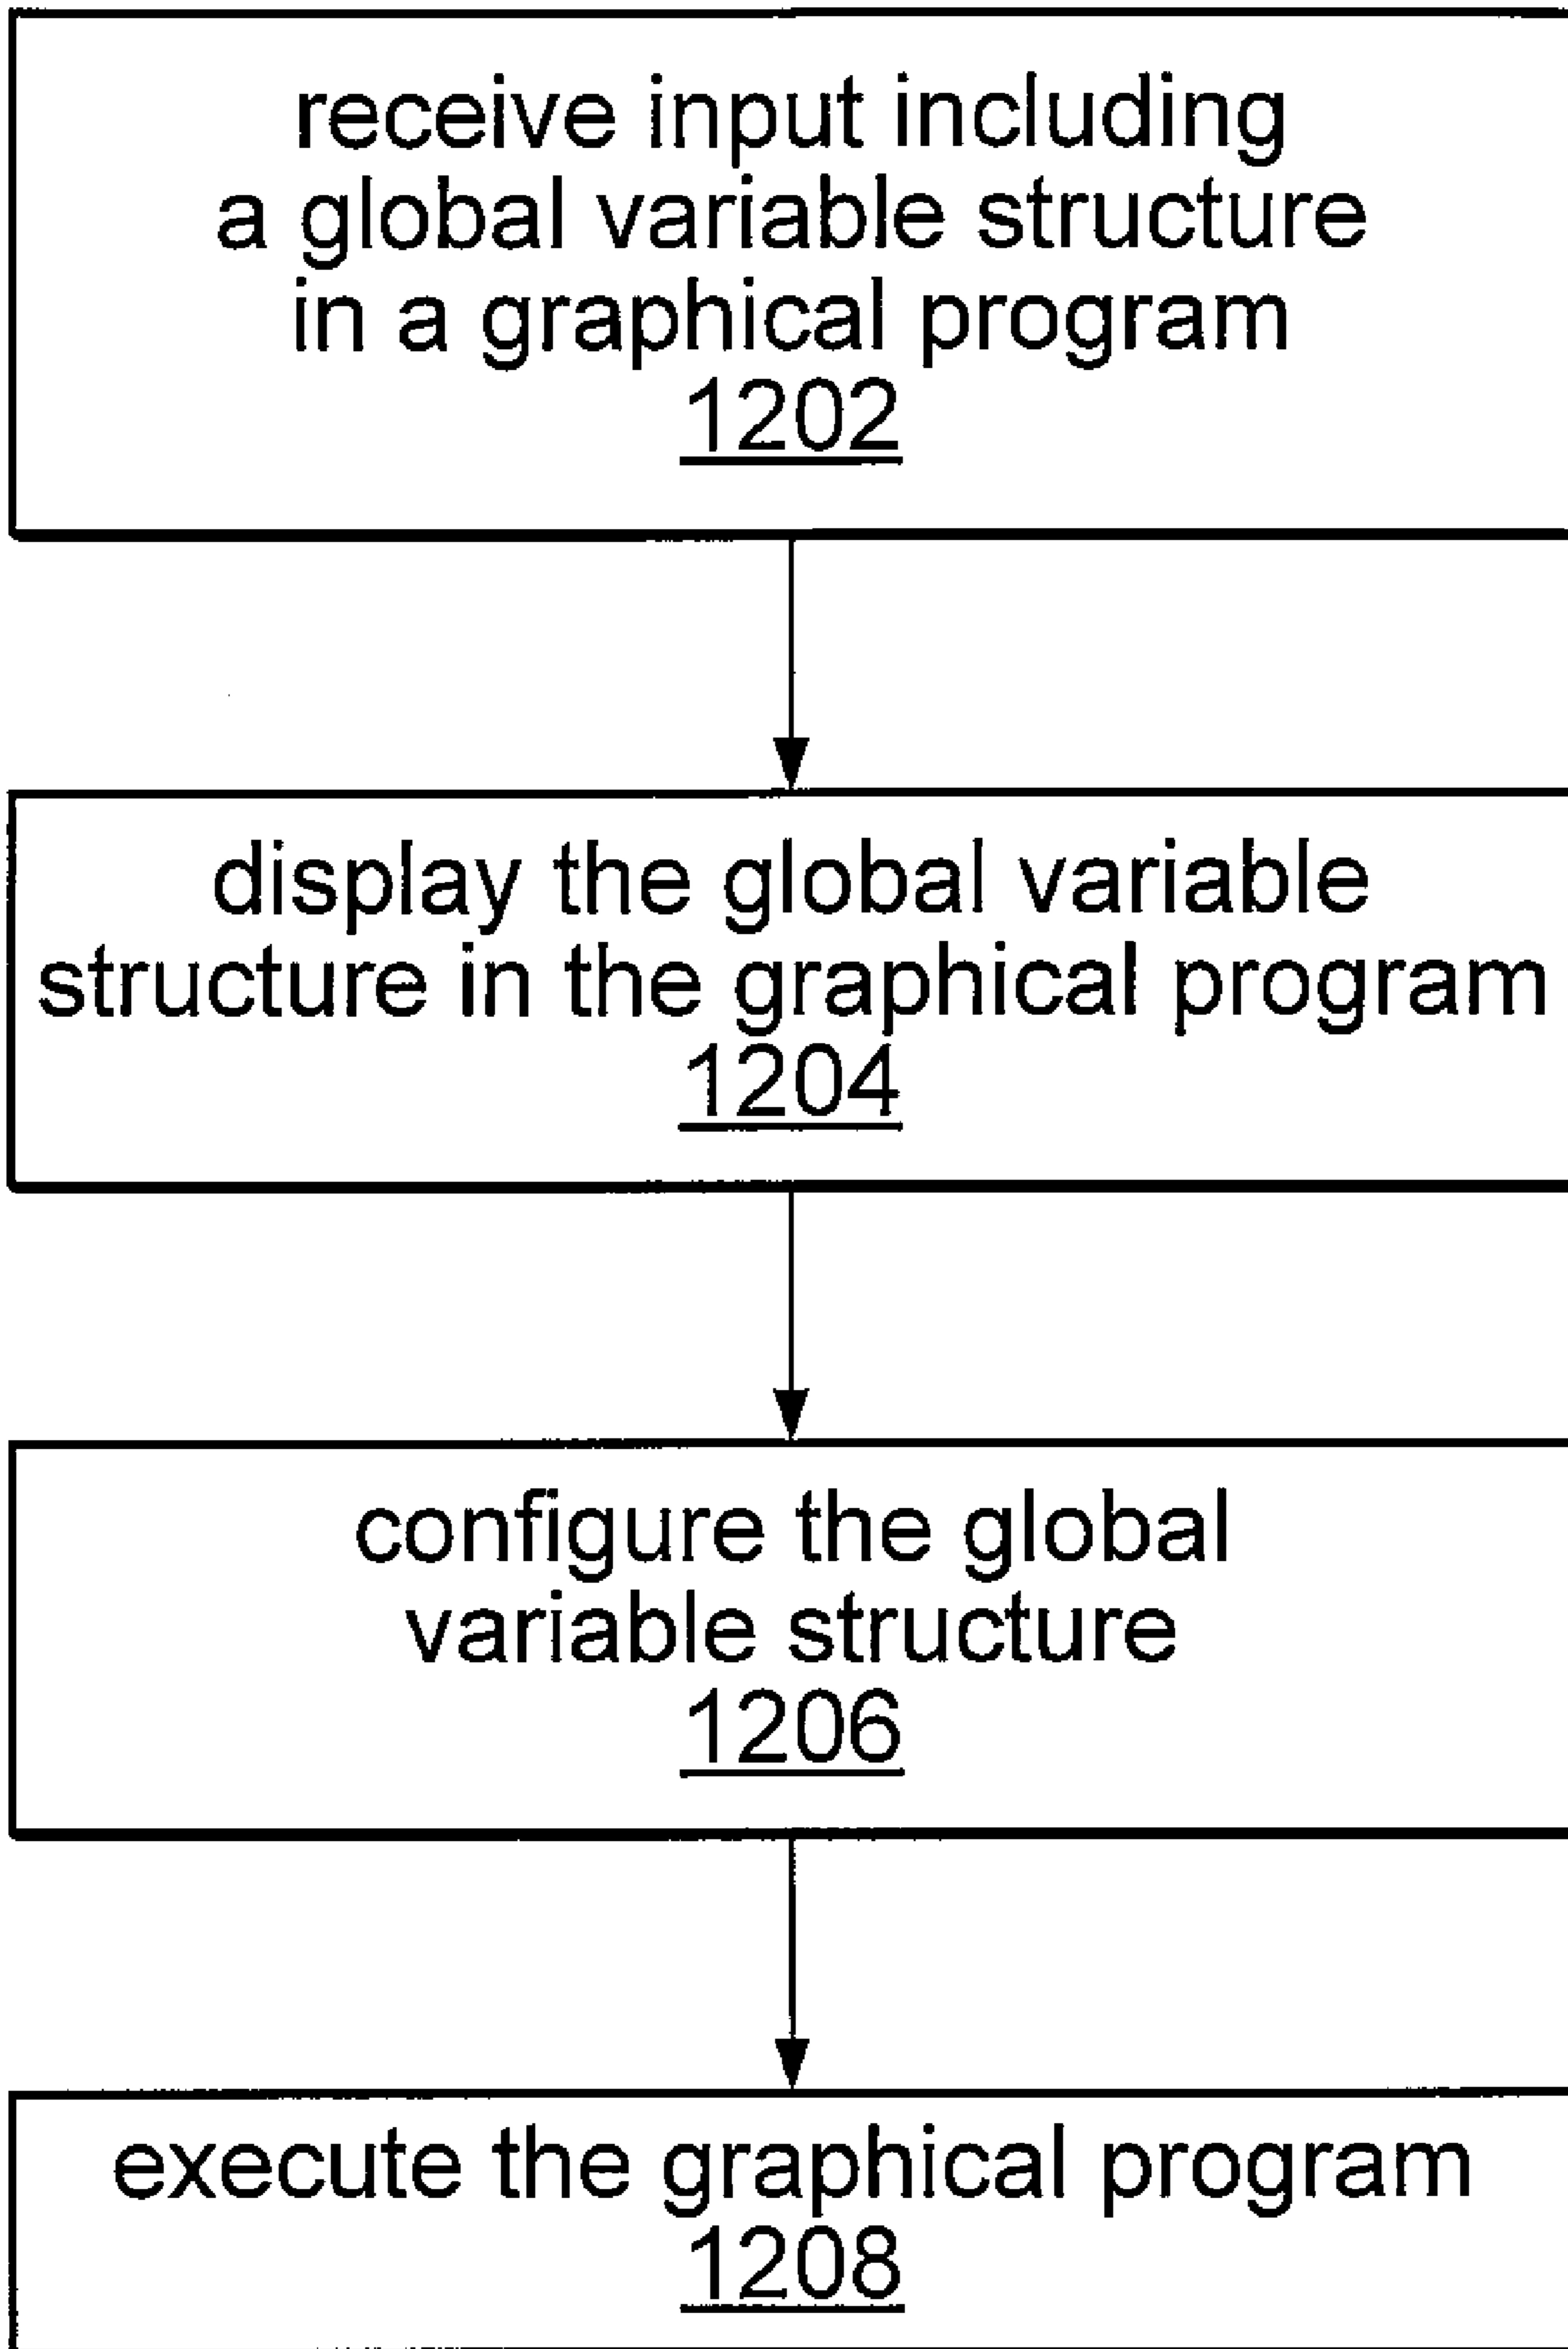 receive input including
a global variable structure
in a graphical program
1202
display the global variable
structure in the graphical program
1204
configure the global
variable structure
1206
execute the graphical program
1208